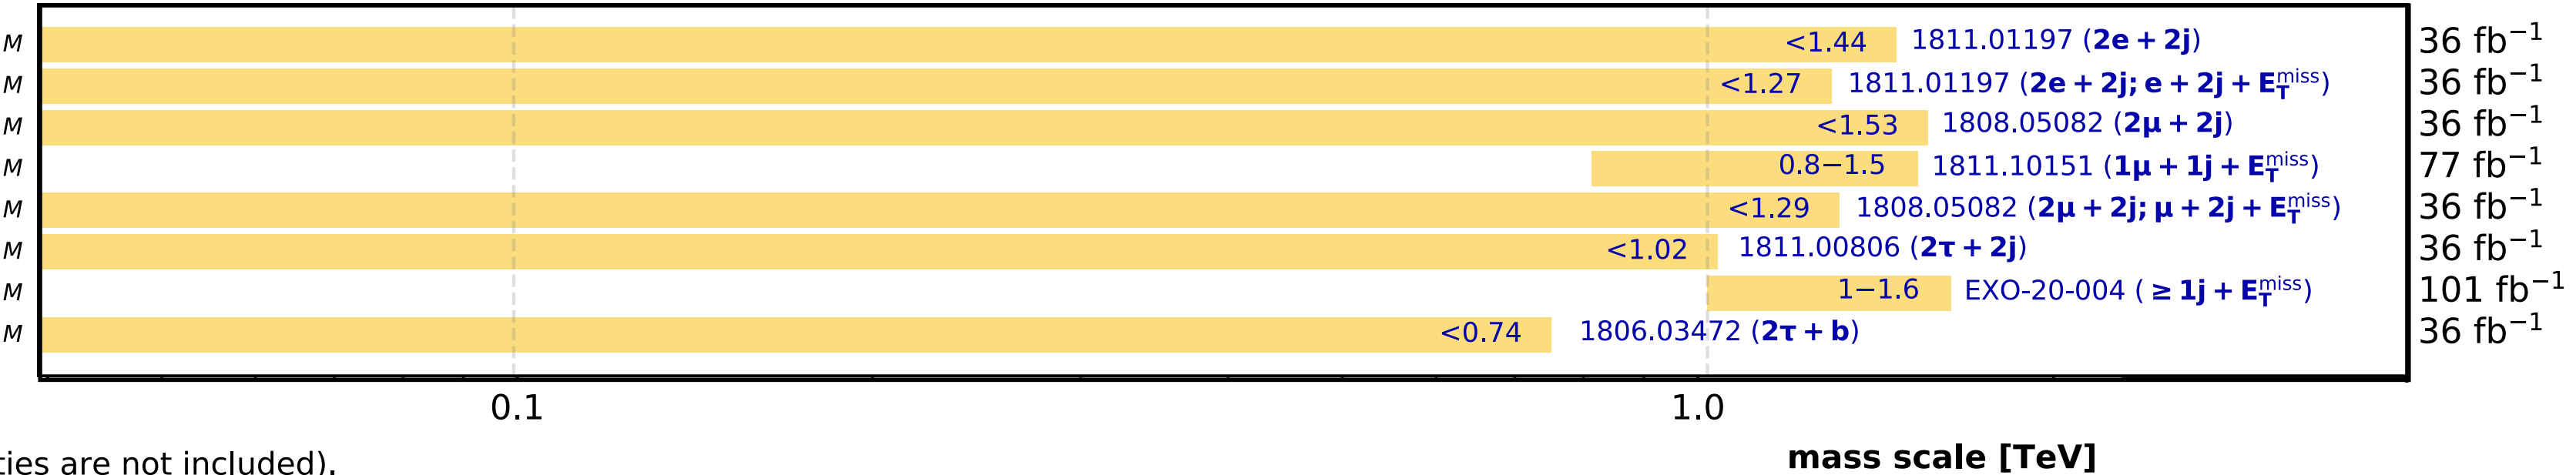 M <1.44 1811.01197 (2e + 2j) 36 fb⁻¹
M <1.27 1811.01197 (2e + 2j; e + 2j + E_T^miss) 36 fb⁻¹
M <1.53 1808.05082 (2μ + 2j) 36 fb⁻¹
M 0.8−1.5 1811.10151 (1μ + 1j + E_T^miss) 77 fb⁻¹
M <1.29 1808.05082 (2μ + 2j; μ + 2j + E_T^miss) 36 fb⁻¹
M <1.02 1811.00806 (2τ + 2j) 36 fb⁻¹
M 1−1.6 EXO-20-004 ( ≥ 1j + E_T^miss) 101 fb⁻¹
M <0.74 1806.03472 (2τ + b) 36 fb⁻¹
0.1 1.0
mass scale [TeV]
ties are not included).